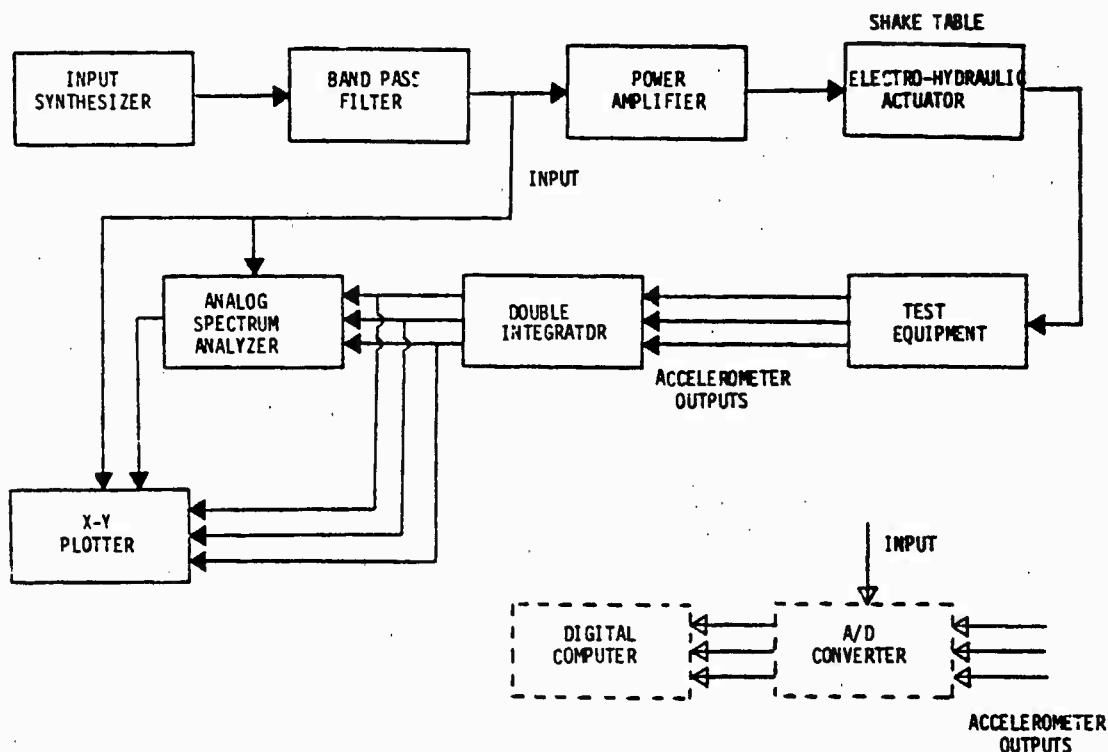 SHAKE TABLE
INPUT
SYNTHESIZER
BAND PASS
FILTER
POWER
AMPLIFIER
ELECTRO-HYDRAULIC
ACTUATOR
INPUT
ANALOG
SPECTRUM
ANALYZER
DOUBLE
INTEGRATOR
TEST
EQUIPMENT
ACCELEROMETER
OUTPUTS
X-Y
PLOTTER
INPUT
DIGITAL
COMPUTER
A/D
CONVERTER
ACCELEROMETER
OUTPUTS